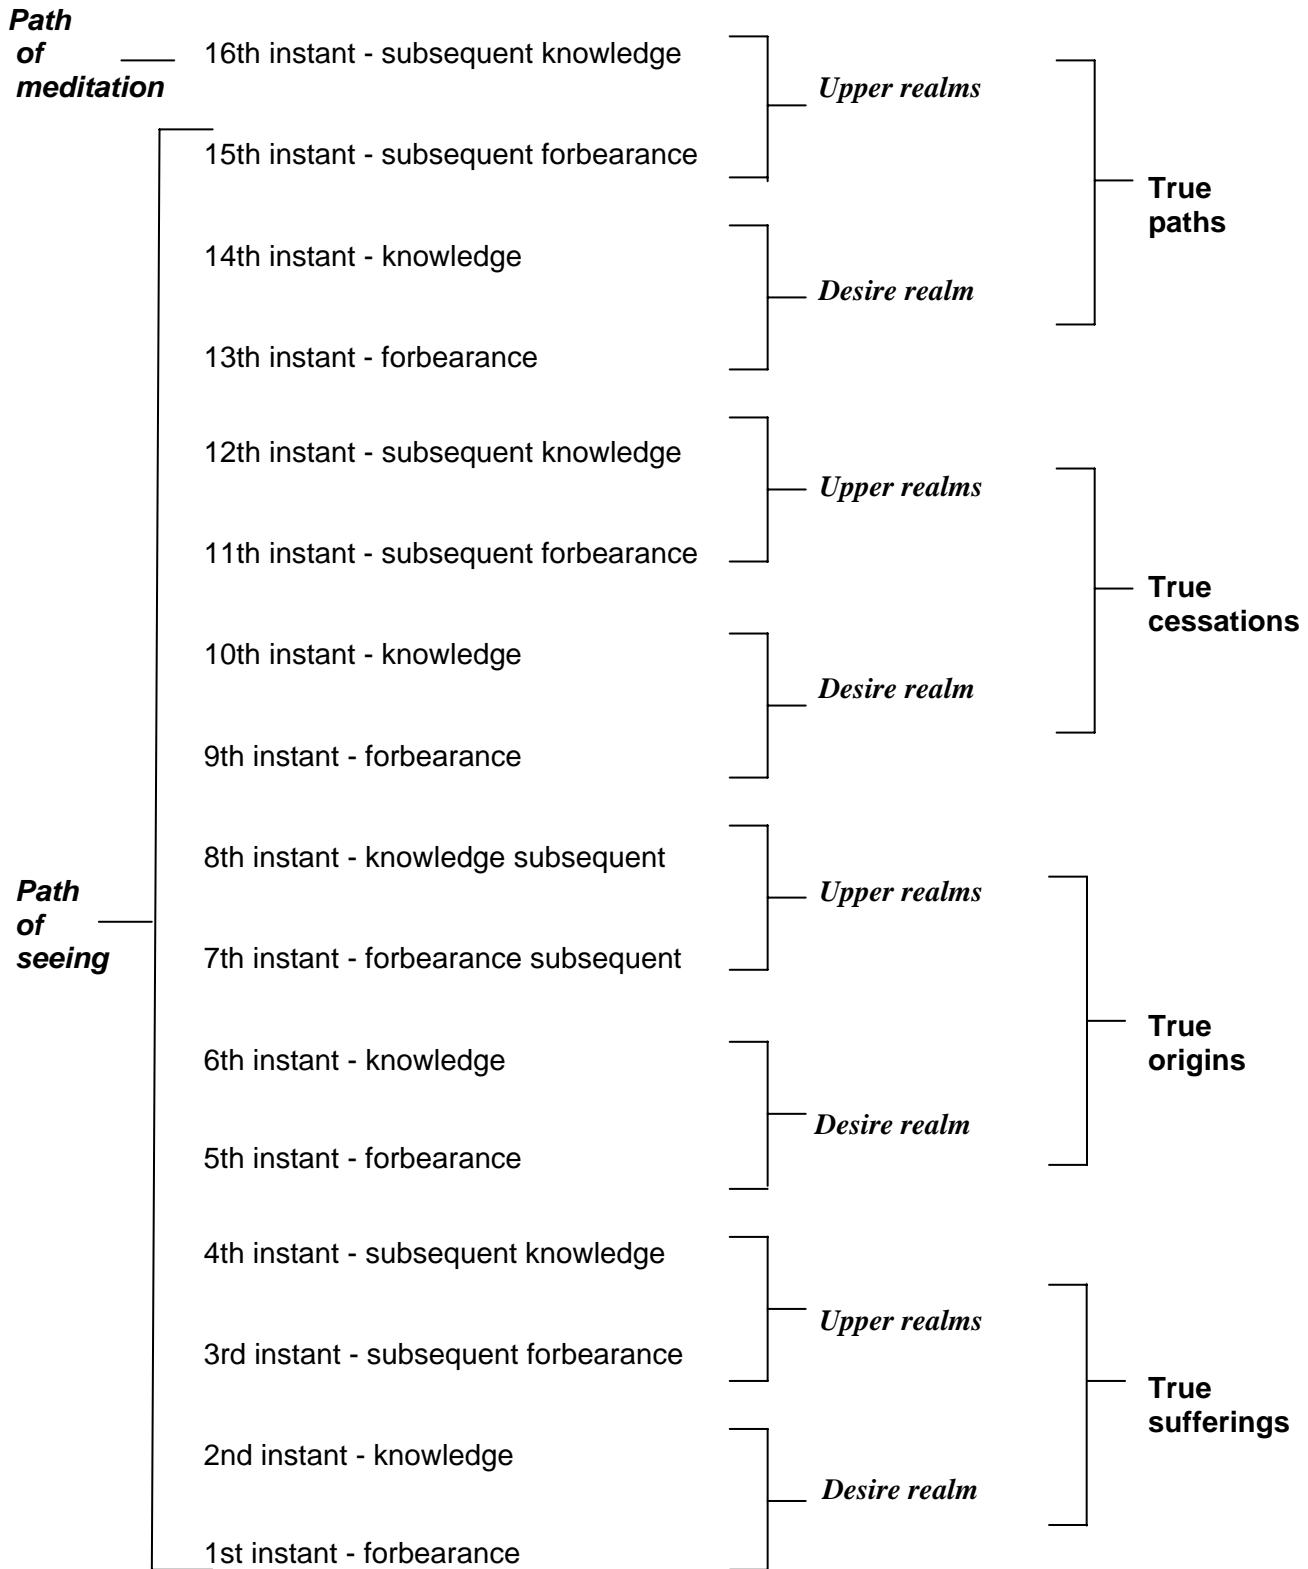 Path
of
meditation
16th instant - subsequent knowledge
Upper realms
15th instant - subsequent forbearance
True
paths
14th instant - knowledge
Desire realm
13th instant - forbearance
12th instant - subsequent knowledge
Upper realms
11th instant - subsequent forbearance
True
cessations
10th instant - knowledge
Desire realm
9th instant - forbearance
8th instant - knowledge subsequent
Path
of
seeing
Upper realms
7th instant - forbearance subsequent
True
origins
6th instant - knowledge
Desire realm
5th instant - forbearance
4th instant - subsequent knowledge
Upper realms
3rd instant - subsequent forbearance
True
sufferings
2nd instant - knowledge
Desire realm
1st instant - forbearance